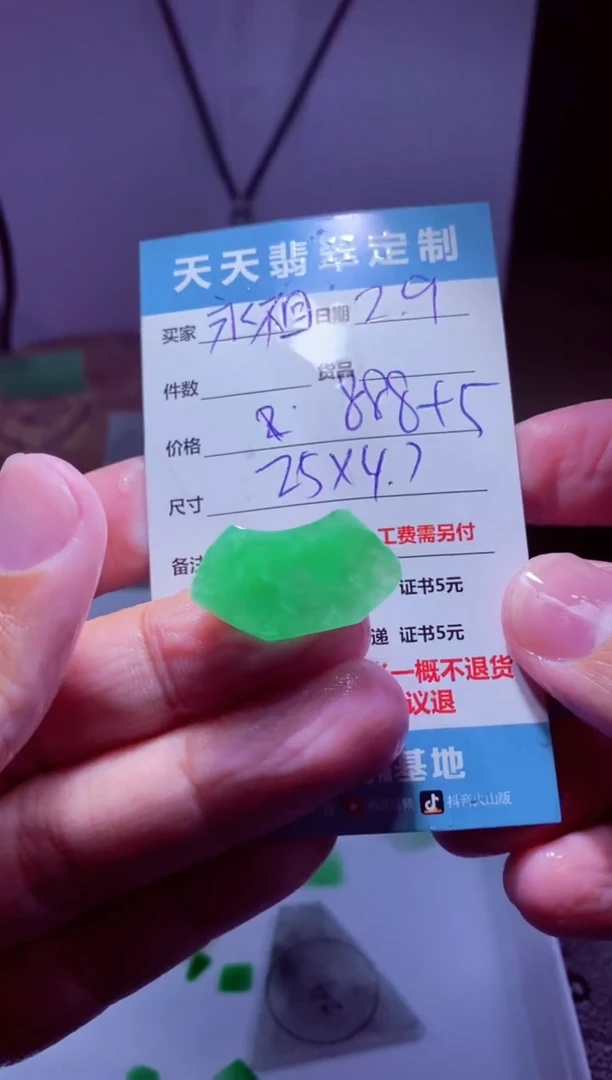 天天翡翠定制
买家 永祖 日期 2.9
件数 货品
价格 888+5
尺寸 25X4.7
工费需另付
备注
证书5元
递 证书5元
一概不退货
议退
基地
抖音火山版